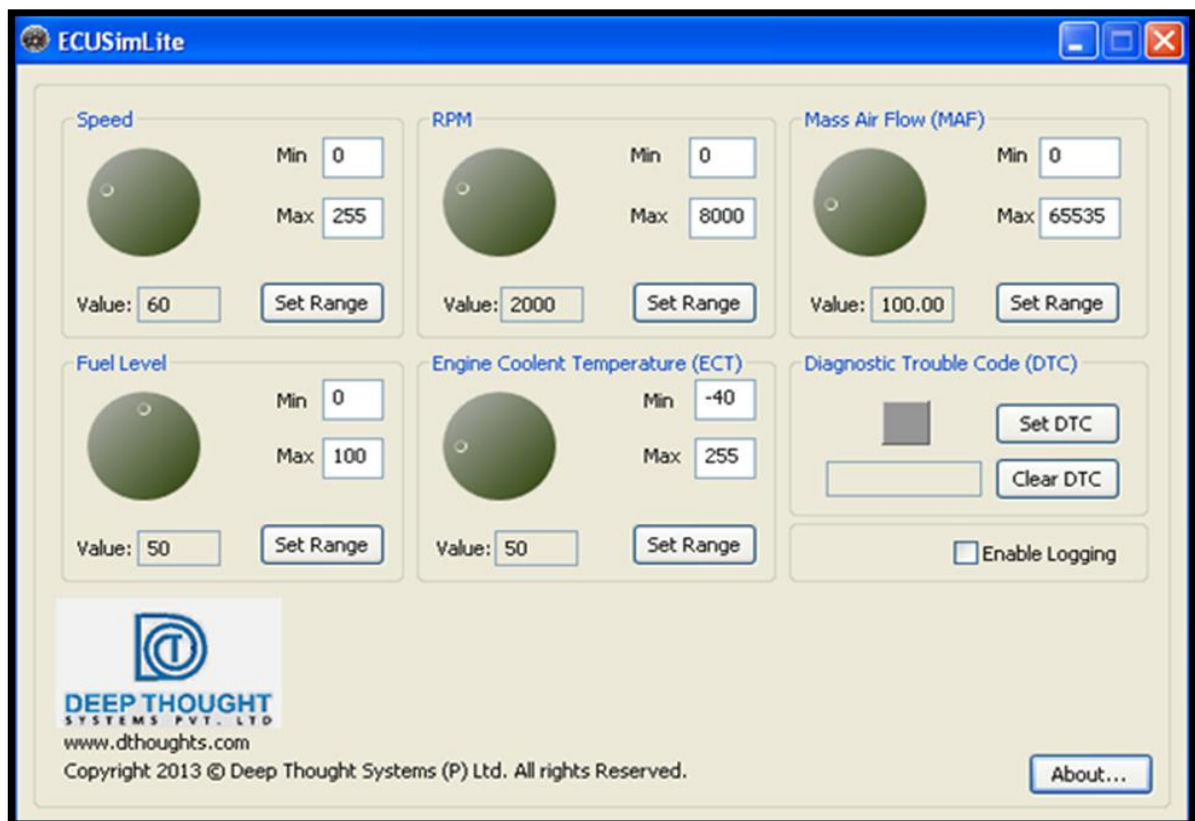 ECUSimLite
Speed
Min 0
Max 255
Value: 60
Set Range
RPM
Min 0
Max 8000
Value: 2000
Set Range
Mass Air Flow (MAF)
Min 0
Max 65535
Value: 100.00
Set Range
Fuel Level
Min 0
Max 100
Value: 50
Set Range
Engine Coolent Temperature (ECT)
Min -40
Max 255
Value: 50
Set Range
Diagnostic Trouble Code (DTC)
Set DTC
Clear DTC
Enable Logging
DCT
DEEP THOUGHT
SYSTEMS PVT. LTD
www.dthoughts.com
Copyright 2013 © Deep Thought Systems (P) Ltd. All rights Reserved.
About...